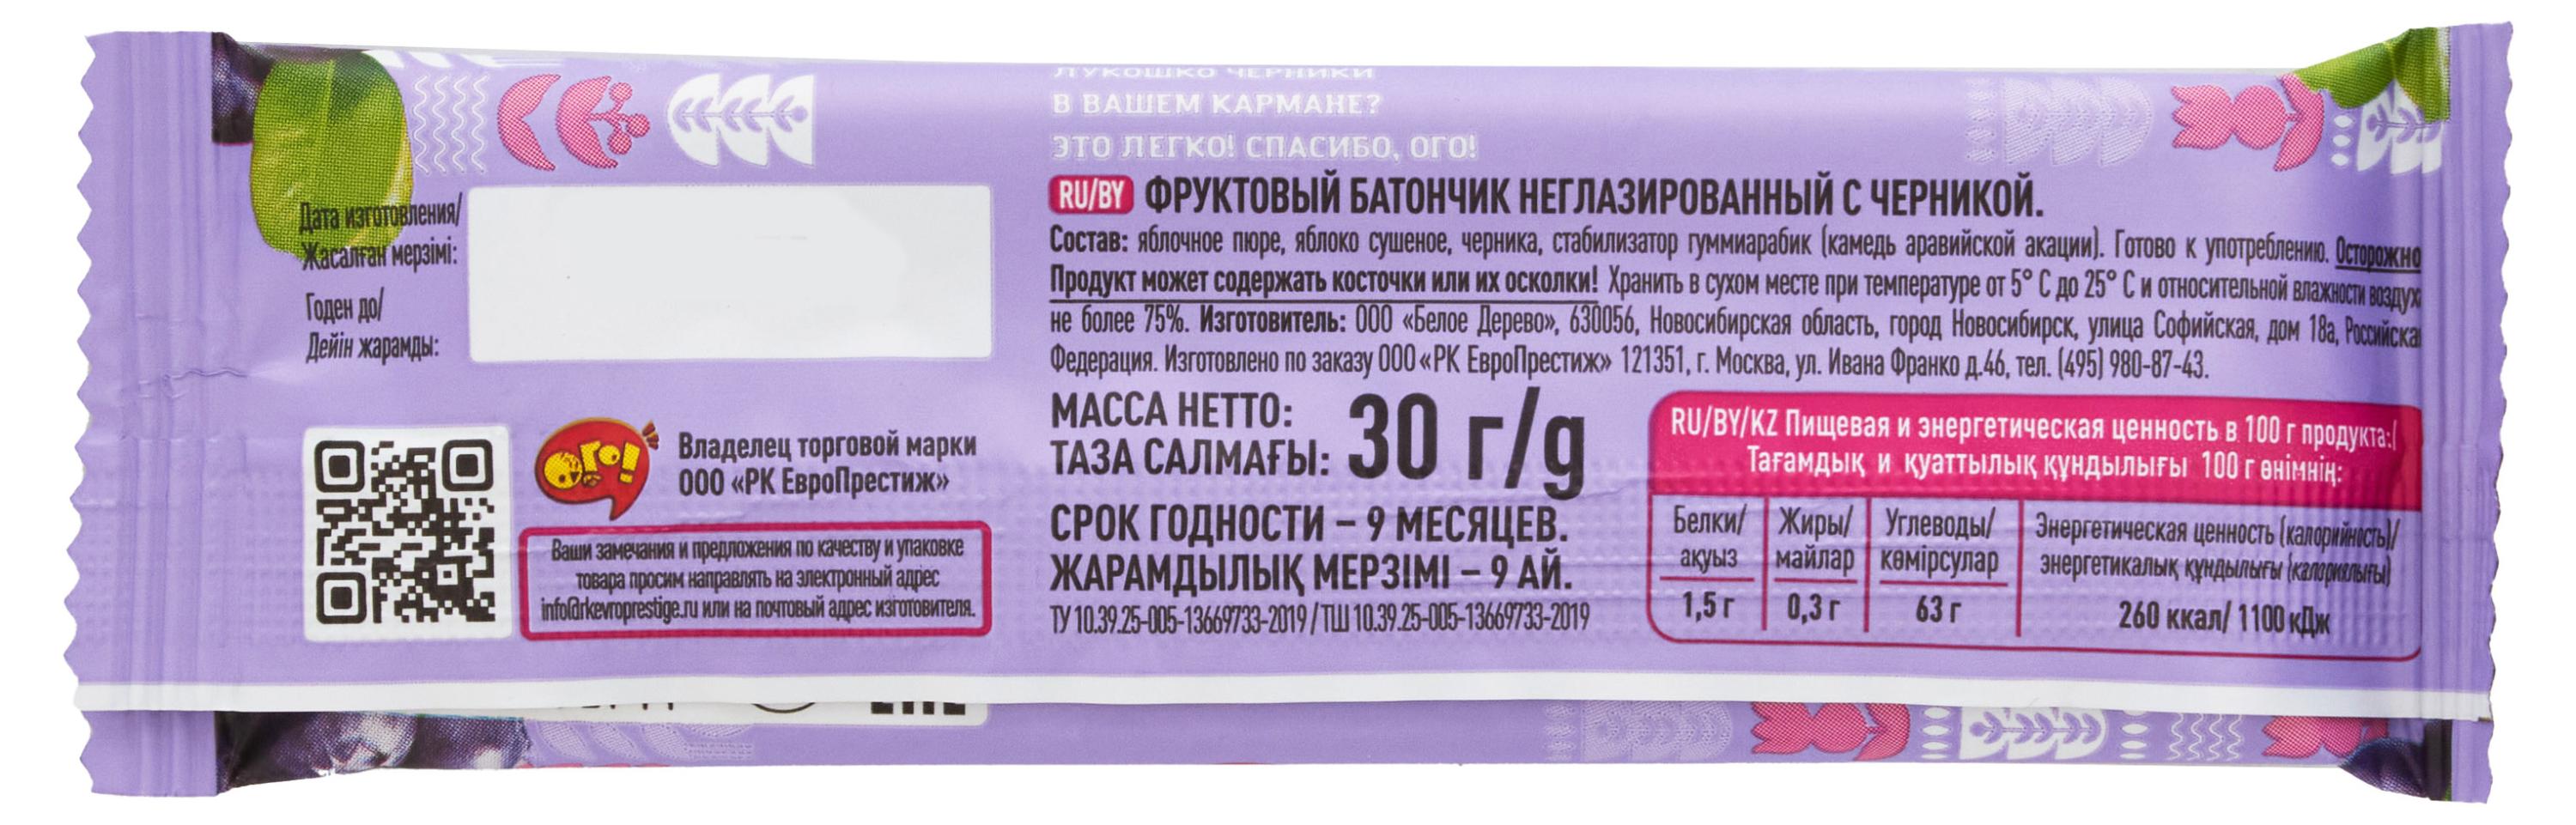 ЛУКОШКО ЧЕРНИКИ
В ВАШЕМ КАРМАНЕ?
ЭТО ЛЕГКО! СПАСИБО, ОГО!
RU/BY ФРУКТОВЫЙ БАТОНЧИК НЕГЛАЗИРОВАННЫЙ С ЧЕРНИКОЙ.
Состав: яблочное пюре, яблоко сушеное, черника, стабилизатор гуммиарабик (камедь аравийской акации). Готово к употреблению. Осторожно
Продукт может содержать косточки или их осколки! Хранить в сухом месте при температуре от 5° С до 25° С и относительной влажности воздух
не более 75%. Изготовитель: ООО «Белое Дерево», 630056, Новосибирская область, город Новосибирск, улица Софийская, дом 18а, Российска
Федерация. Изготовлено по заказу ООО «РК ЕвроПрестиж» 121351, г. Москва, ул. Ивана Франко д.46, тел. (495) 980-87-43.
Дата изготовления/
Жасалған мерзімі:
Годен до/
Дейін жарамды:
ОГО!
Владелец торговой марки
ООО «РК ЕвроПрестиж»
Ваши замечания и предложения по качеству и упаковке
товара просим направлять на электронный адрес
info@rkevroprestige.ru или на почтовый адрес изготовителя.
МАССА НЕТТО:
ТАЗА САЛМАҒЫ: 30 г/g
СРОК ГОДНОСТИ – 9 МЕСЯЦЕВ.
ЖАРАМДЫЛЫҚ МЕРЗІМІ – 9 АЙ.
ТУ 10.39.25-005-13669733-2019 / ТШ 10.39.25-005-13669733-2019
RU/BY/KZ Пищевая и энергетическая ценность в 100 г продукта:/
Тағамдық и қуаттылық құндылығы 100 г өнімнің:
Белки/ Жиры/ Углеводы/ Энергетическая ценность (калорийность)/
ақуыз майлар көмірсулар энергетикалық құндылығы (калориялығы)
1,5 г 0,3 г 63 г 260 ккал/ 1100 кДж